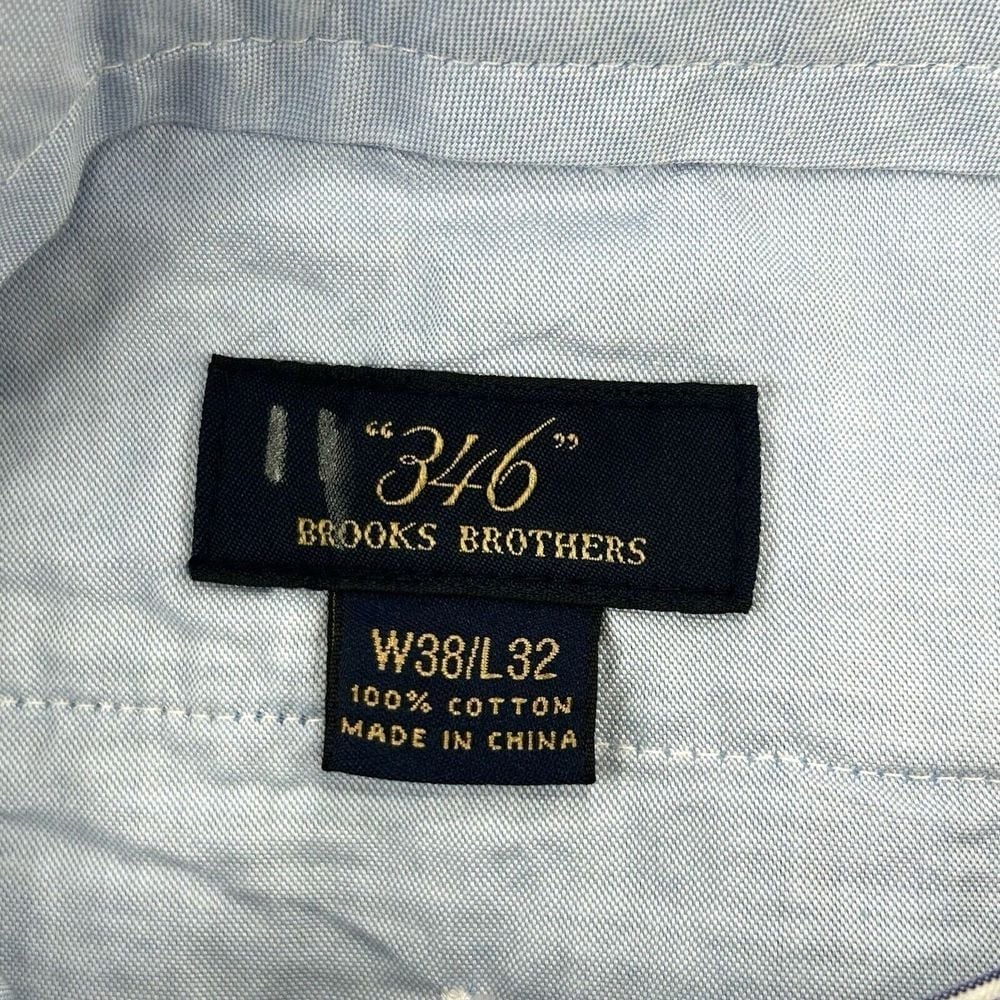 “346”
BROOKS BROTHERS
W38/L32
100% COTTON
MADE IN CHINA